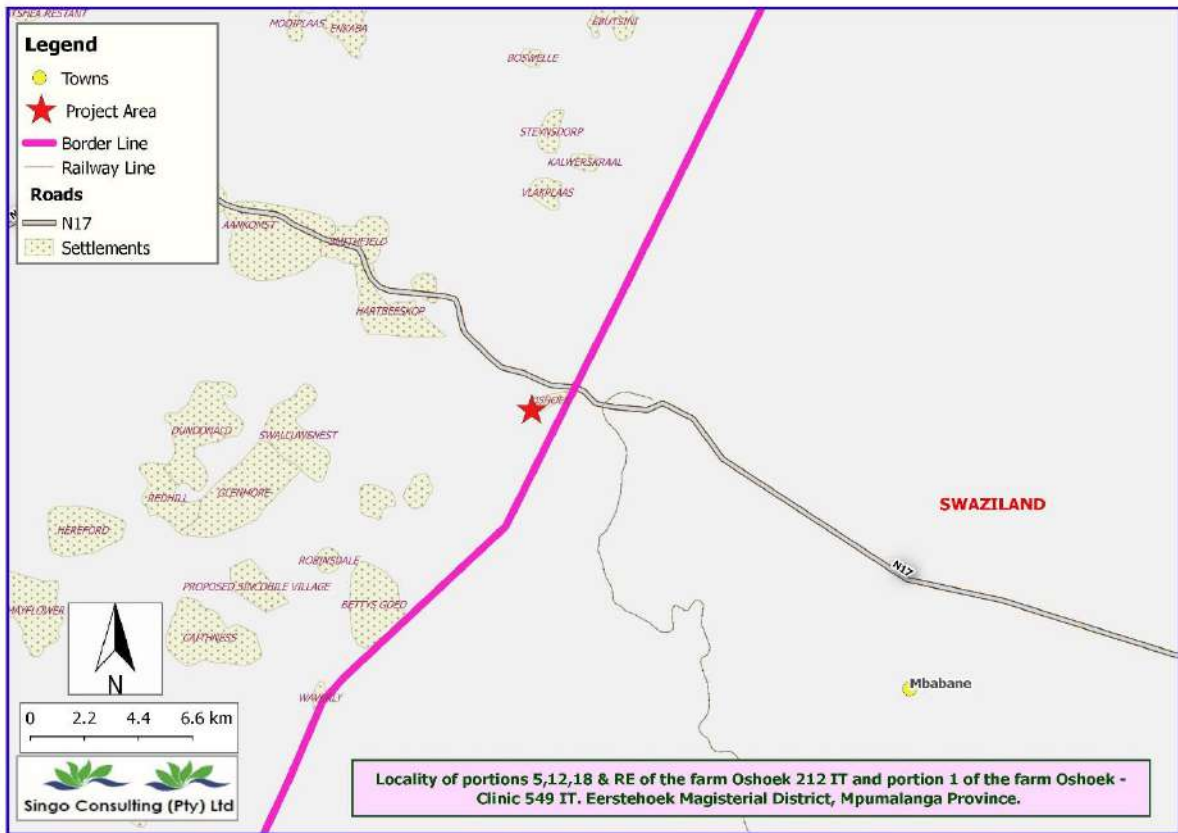 TSHEA RESTANT
MODIPLAAS
ENKABA
EBUTSINI
Legend
Towns
Project Area
Border Line
Railway Line
Roads
N17
Settlements
BOSWELLE
STEYNSDORP
KALWERSKRAAL
VLAKPLAAS
AANKOMST
SMITHFIELD
HARTBEESKOP
OSHOEK
DUNDONALD
SWALLOWSNEST
REDHILL
GLENMORE
HEREFORD
SWAZILAND
ROBINSDALE
N17
PROPOSED SINCOBILE VILLAGE
MAYFLOWER
BETTYS GOED
CAITHNESS
N
WAVERLY
Mbabane
0 2.2 4.4 6.6 km
Singo Consulting (Pty) Ltd
Locality of portions 5,12,18 & RE of the farm Oshoek 212 IT and portion 1 of the farm Oshoek -
Clinic 549 IT. Eerstehoek Magisterial District, Mpumalanga Province.